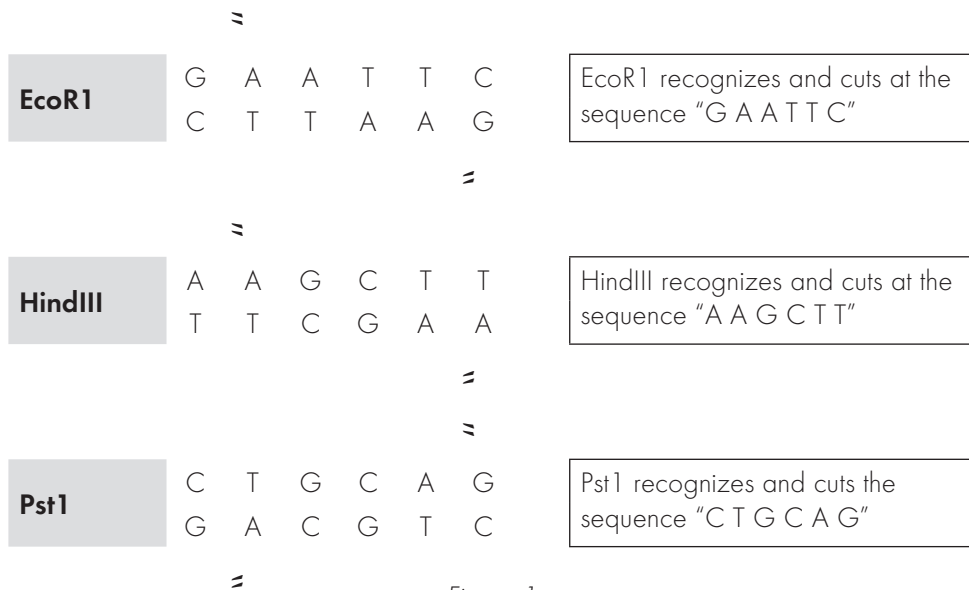 EcoR1
G A A T T C
C T T A A G
EcoR1 recognizes and cuts at the
sequence "G A A T T C"
HindIII
A A G C T T
T T C G A A
HindIII recognizes and cuts at the
sequence "A A G C T T"
Pst1
C T G C A G
G A C G T C
Pst1 recognizes and cuts the
sequence "C T G C A G"